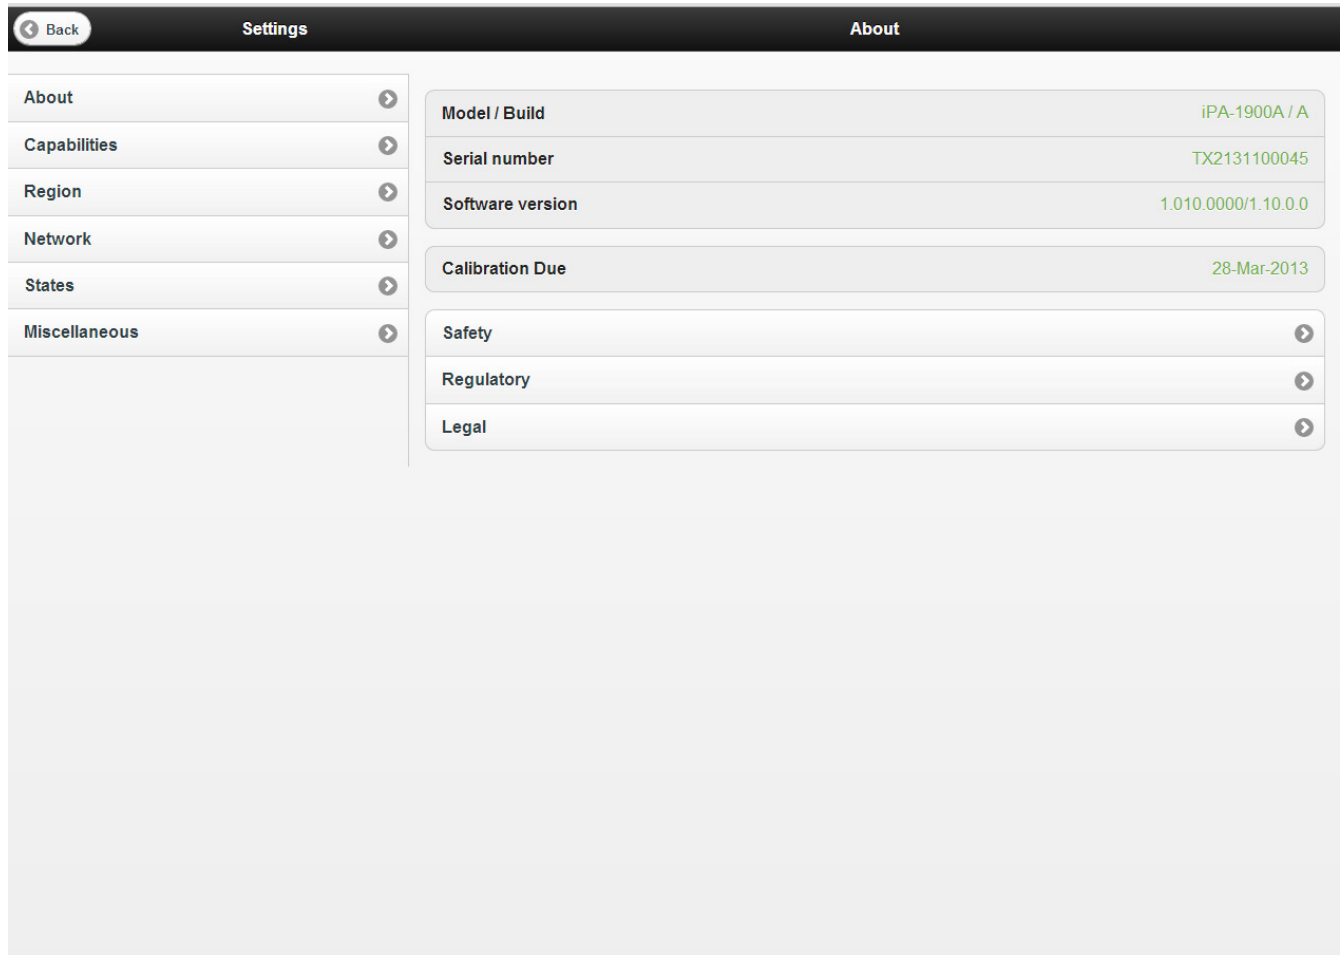 Back Settings About
About
Capabilities
Region
Network
States
Miscellaneous
Model / Build iPA-1900A / A
Serial number TX2131100045
Software version 1.010.0000/1.10.0.0
Calibration Due 28-Mar-2013
Safety
Regulatory
Legal